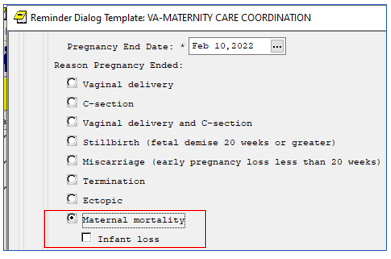 Reminder Dialog Template: VA-MATERNITY CARE COORDINATION
Pregnancy End Date: * Feb 10,2022 ...
Reason Pregnancy Ended:
Vaginal delivery
C-section
Vaginal delivery and C-section
Stillbirth (fetal demise 20 weeks or greater)
Miscarriage (early pregnancy loss less than 20 weeks)
Termination
Ectopic
Maternal mortality
Infant loss